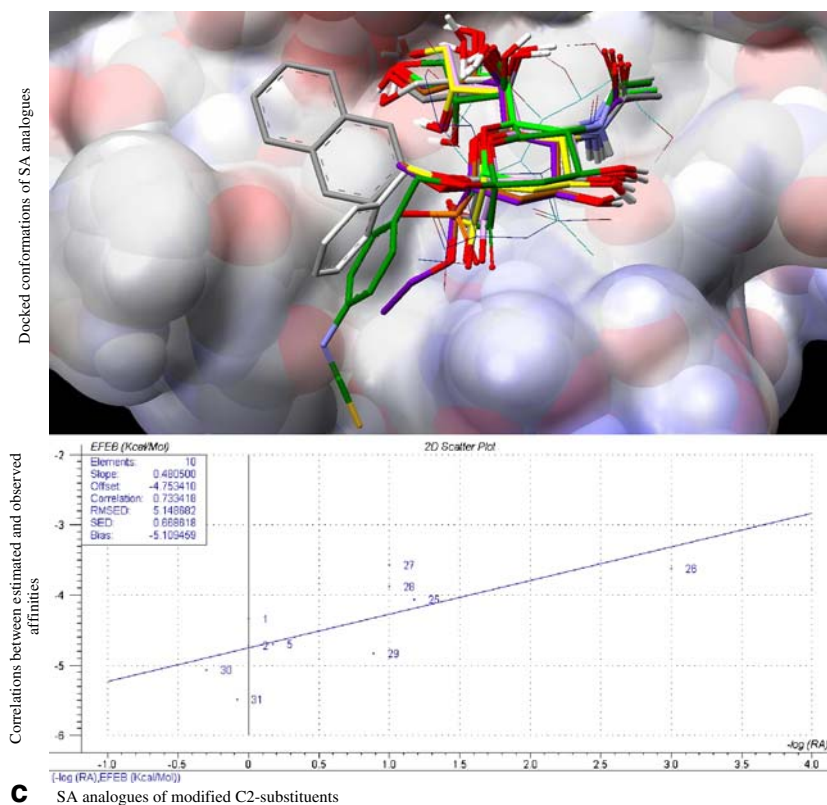 Docked conformations of SA analogues
Correlations between estimated and observed
affinities
EFEB (Kcal/Mol)
2D Scatter Plot
Elements: 10
Slope: 0.480500
Offset: -4.753410
Correlation: 0.733418
RMSED: 5.148682
SED: 0.668818
Bias: -5.109459
-2
-3
-4
-5
-6
27
28
26
25
1
2
5
29
30
31
-log (RA)
-1.0
-0.5
0
0.5
1.0
1.5
2.0
2.5
3.0
3.5
4.0
(-log (RA),EFEB (Kcal/Mol))
c SA analogues of modified C2-substituents